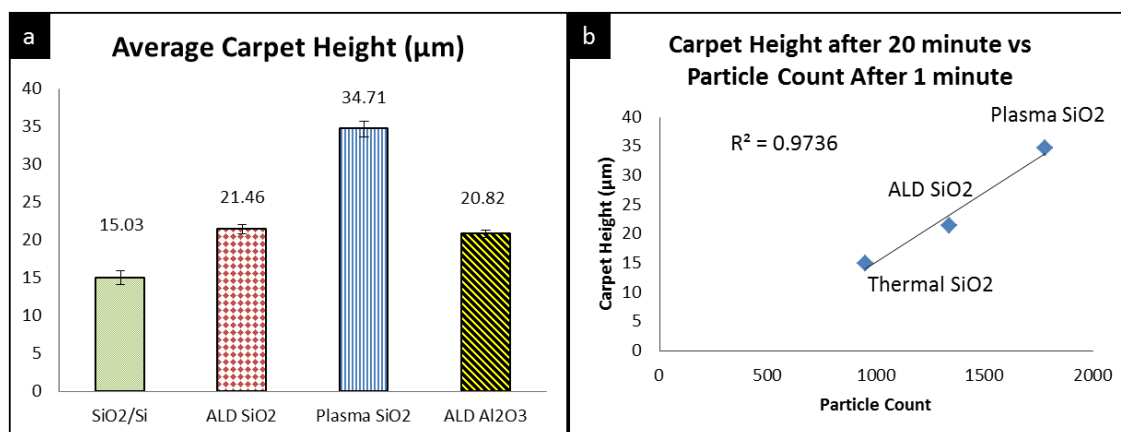 a
Average Carpet Height (µm)
40
35
30
25
20
15
10
5
0
15.03
21.46
34.71
20.82
SiO2/Si
ALD SiO2
Plasma SiO2
ALD Al2O3
b
Carpet Height after 20 minute vs
Particle Count After 1 minute
Carpet Height (µm)
40
35
30
25
20
15
10
5
0
R² = 0.9736
Plasma SiO2
ALD SiO2
Thermal SiO2
0
500
1000
1500
2000
Particle Count